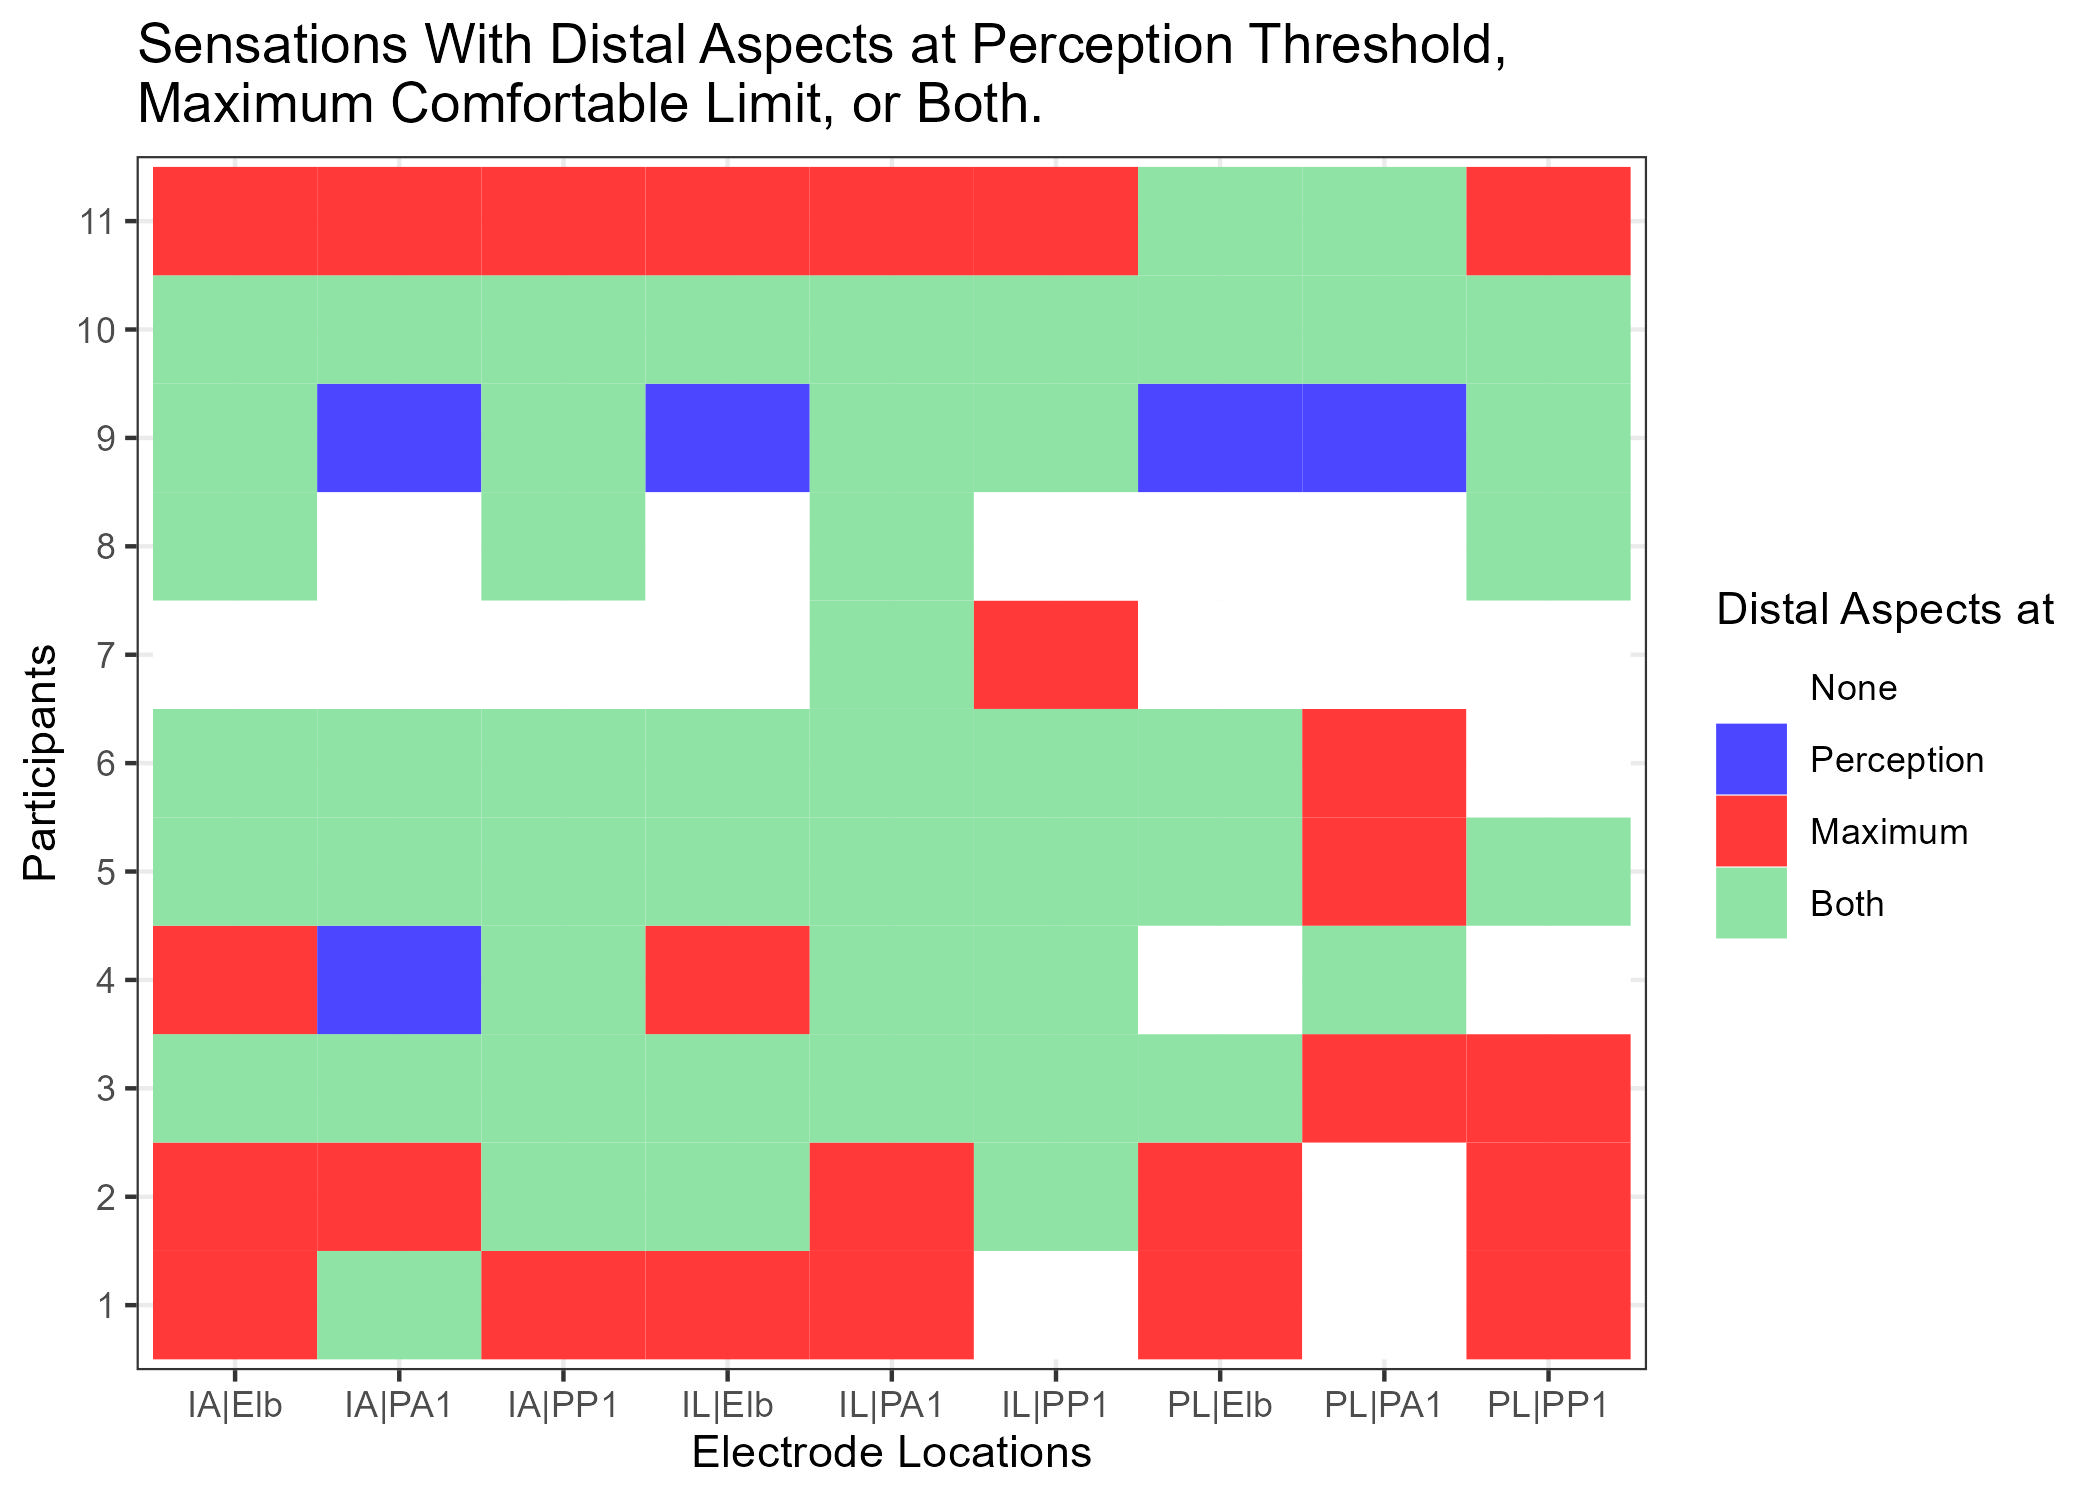 Sensations With Distal Aspects at Perception Threshold,
Maximum Comfortable Limit, or Both.
Participants
11
10
9
8
7
6
5
4
3
2
1
IA|Elb
IA|PA1
IA|PP1
IL|Elb
IL|PA1
IL|PP1
PL|Elb
PL|PA1
PL|PP1
Electrode Locations
Distal Aspects at
None
Perception
Maximum
Both